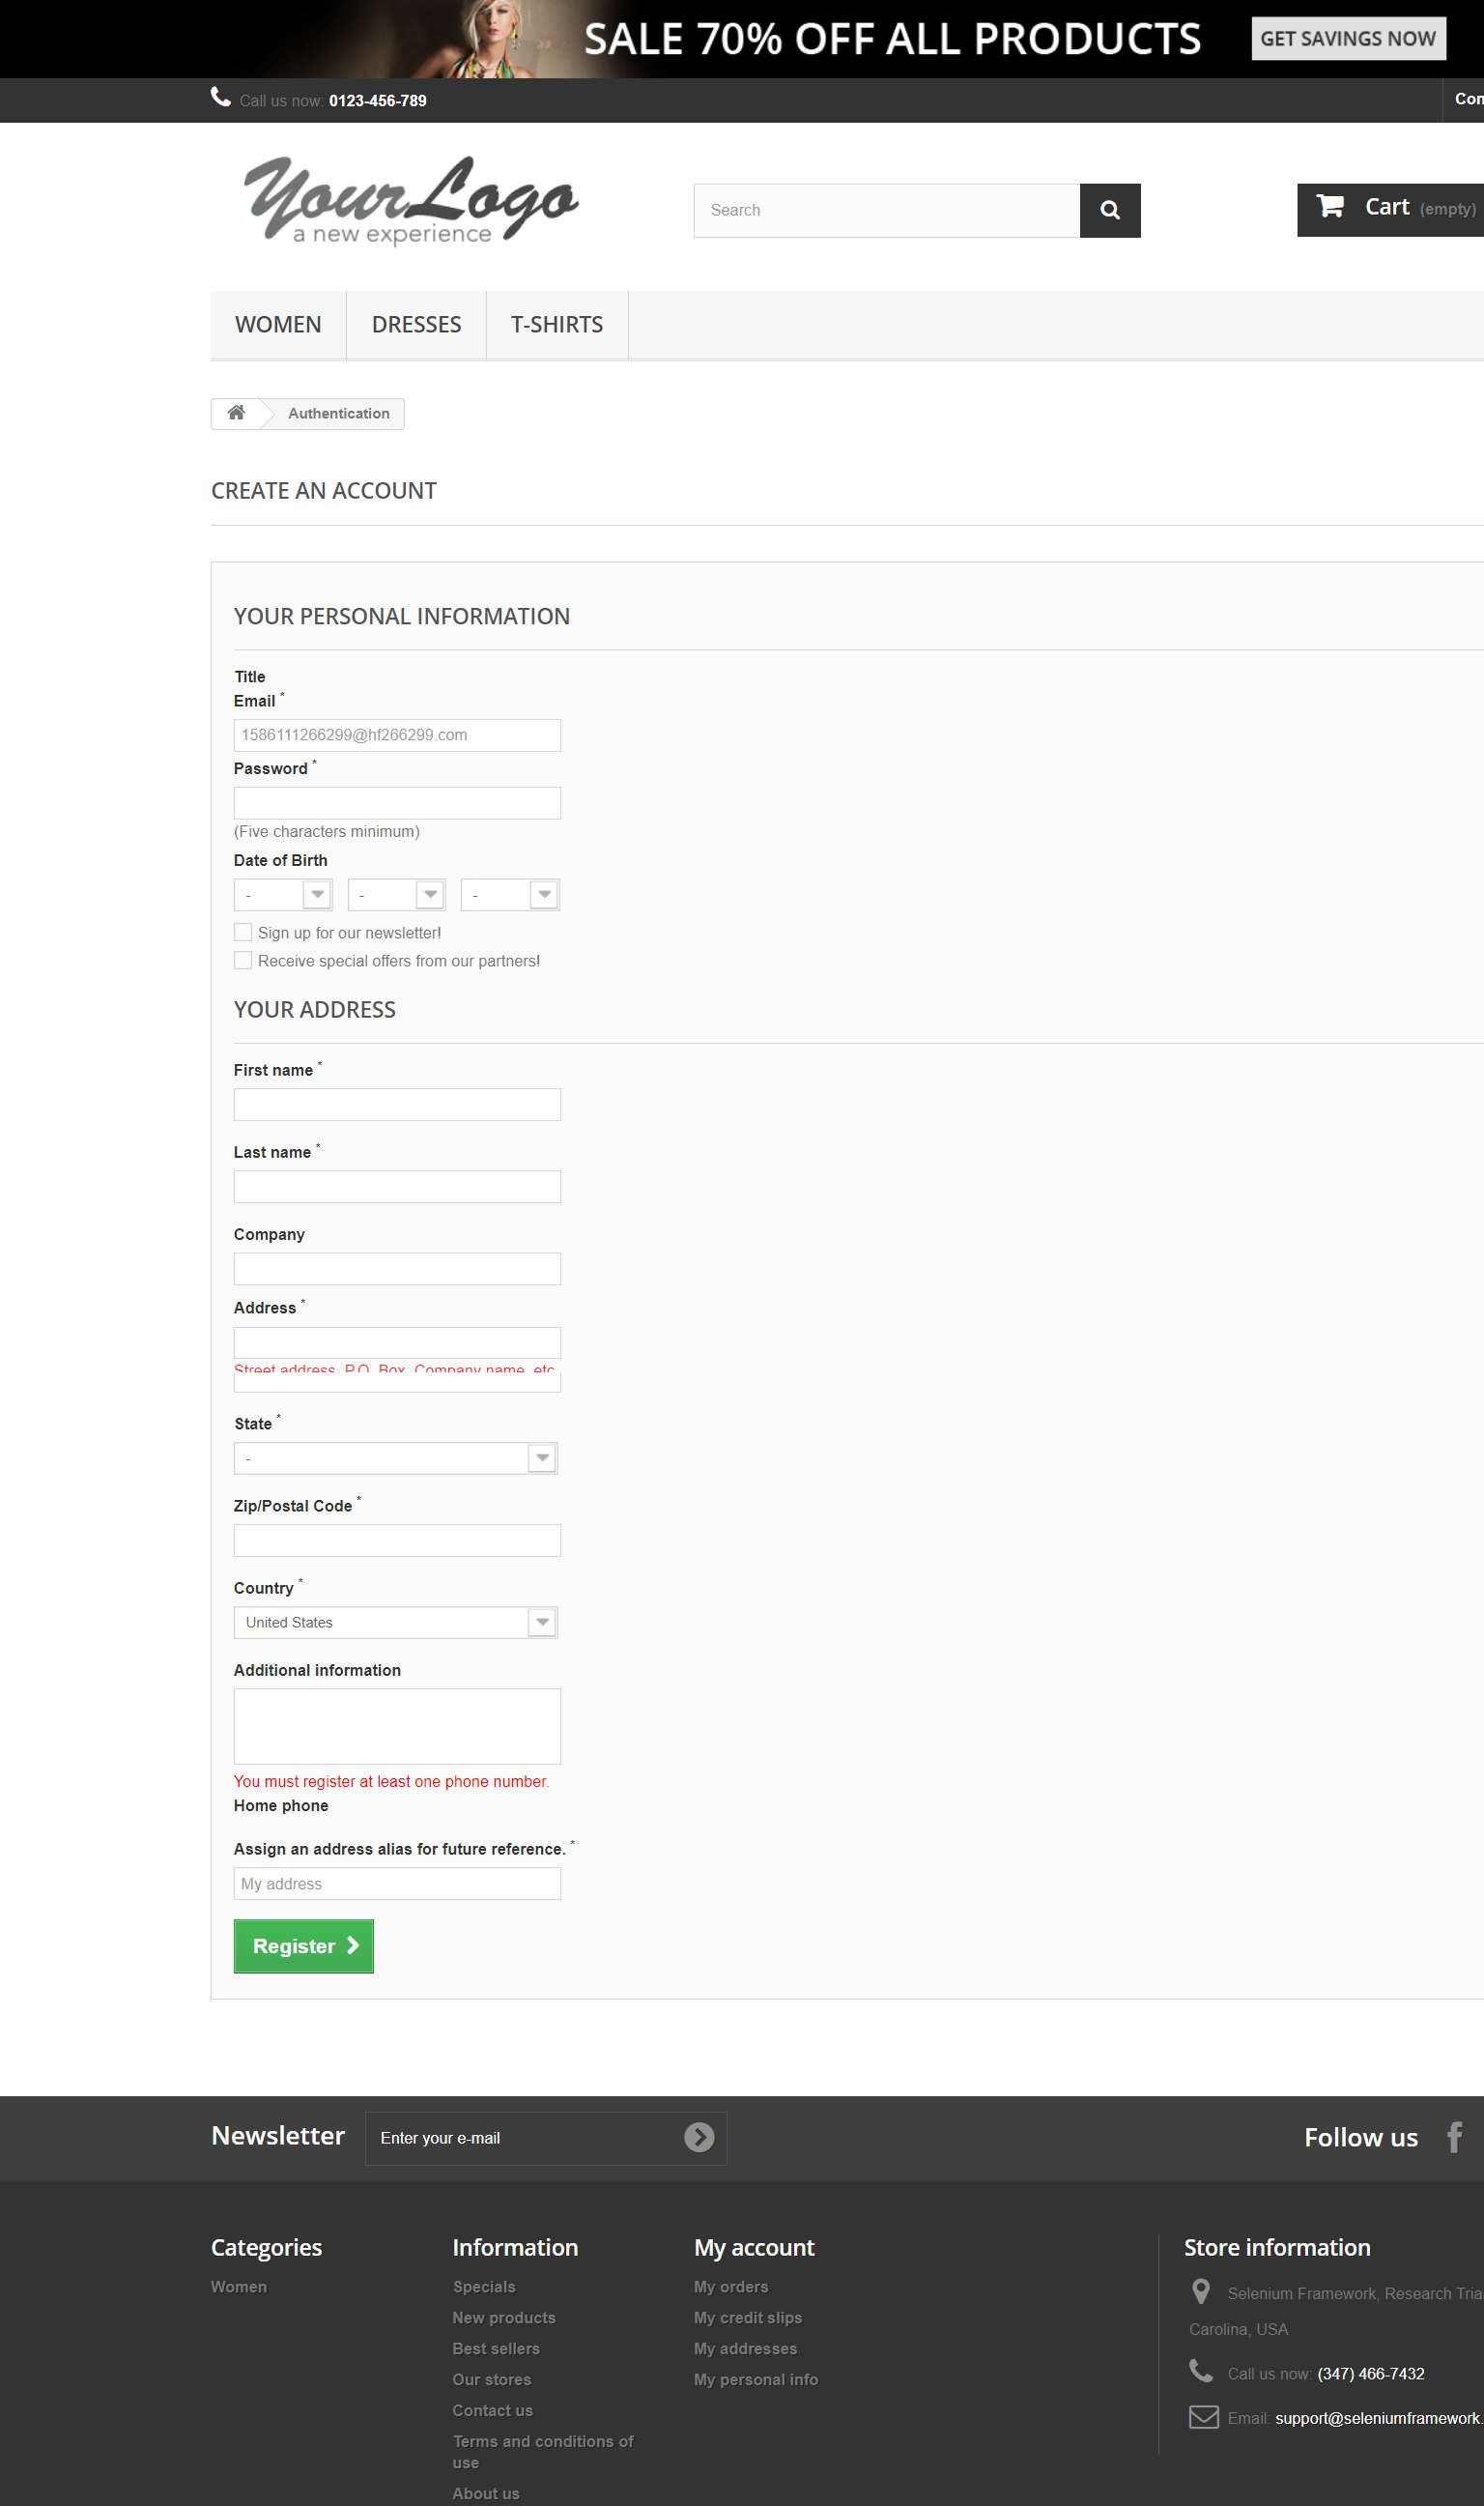 SALE 70% OFF ALL PRODUCTS
GET SAVINGS NOW
Call us now: 0123-456-789
Your Logo
a new experience
Search
Cart (empty)
WOMEN
DRESSES
T-SHIRTS
Authentication
CREATE AN ACCOUNT
YOUR PERSONAL INFORMATION
Title
Email *
1586111266299@hf266299.com
Password *
(Five characters minimum)
Date of Birth
- - -
Sign up for our newsletter!
Receive special offers from our partners!
YOUR ADDRESS
First name *
Last name *
Company
Address *
Street address, P.O. Box, Company name, etc.
State *
-
Zip/Postal Code *
Country *
United States
Additional information
You must register at least one phone number.
Home phone
Assign an address alias for future reference. *
My address
Register
Newsletter
Enter your e-mail
Follow us
Categories
Women
Information
Specials
New products
Best sellers
Our stores
Contact us
Terms and conditions of
use
About us
My account
My orders
My credit slips
My addresses
My personal info
Store information
Selenium Framework, Research
Carolina, USA
Call us now: (347) 466-7432
Email: support@seleniumframework.